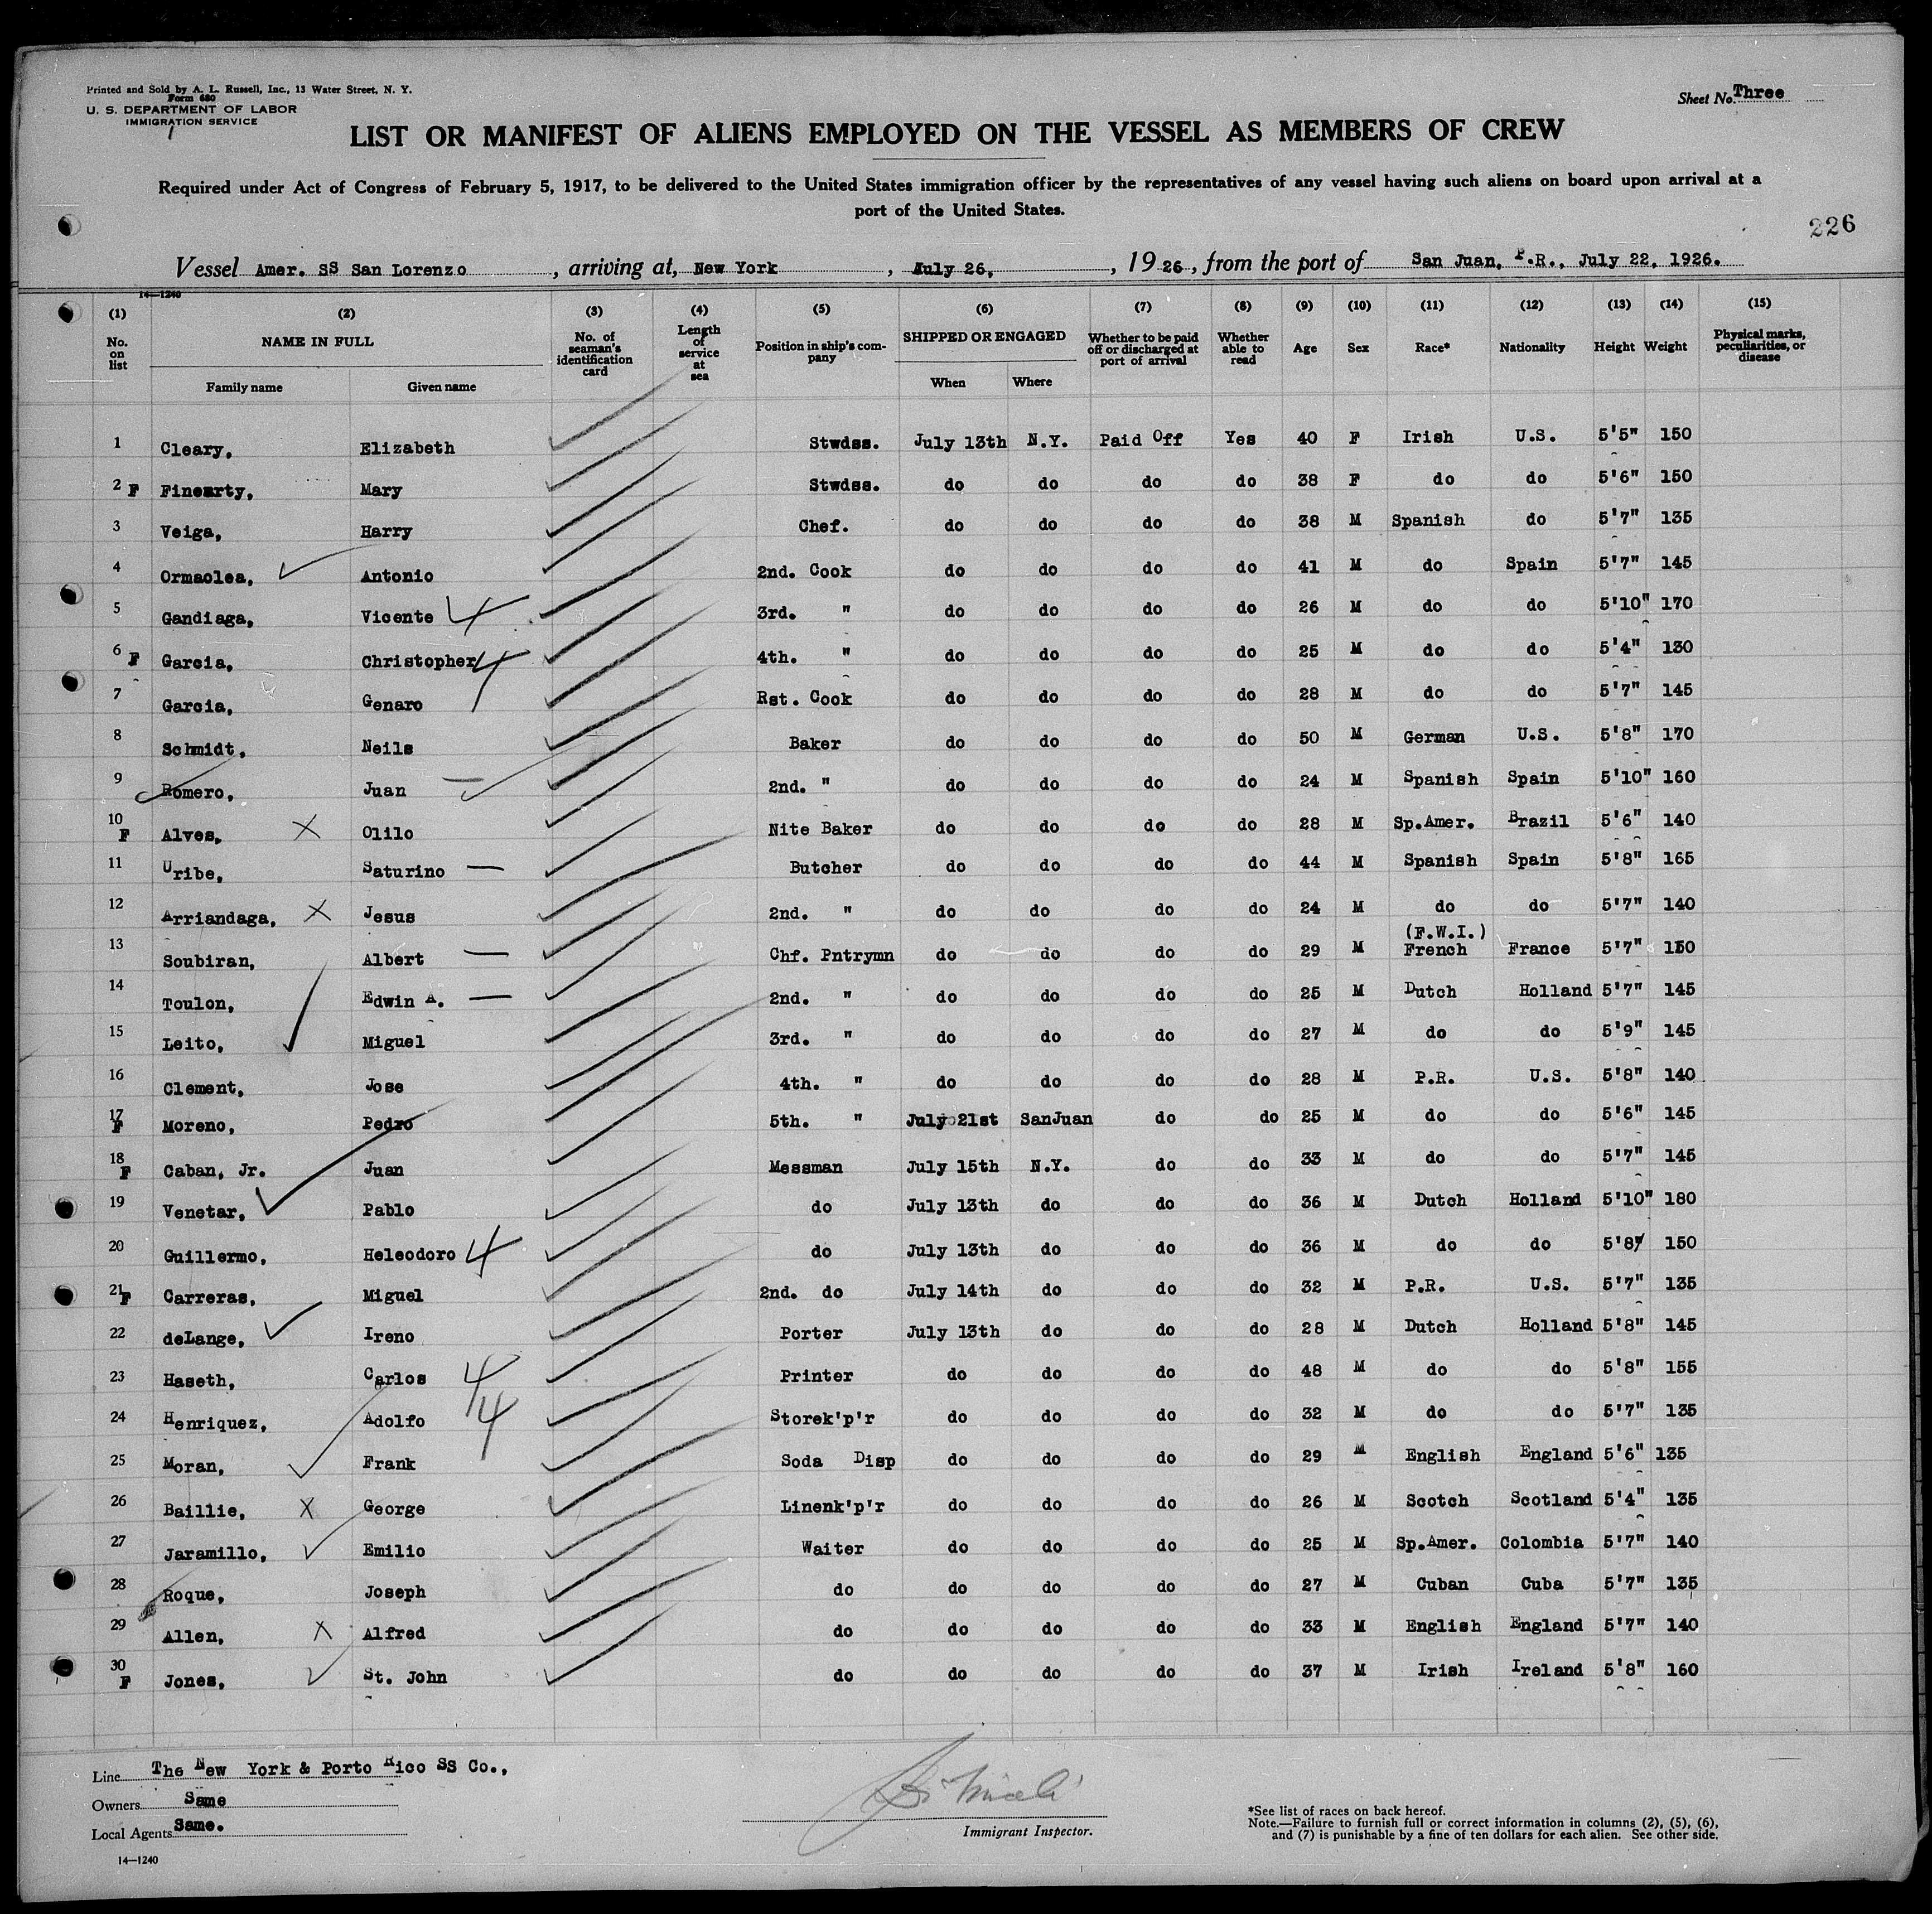 Printed and Sold by A. L. Russell, Inc., 13 Water Street, N. Y.
Form 680
U. S. DEPARTMENT OF LABOR
IMMIGRATION SERVICE
Sheet No. Three
LIST OR MANIFEST OF ALIENS EMPLOYED ON THE VESSEL AS MEMBERS OF CREW
Required under Act of Congress of February 5, 1917, to be delivered to the United States immigration officer by the representatives of any vessel having such aliens on board upon arrival at a
port of the United States.
226
Vessel Amer. SS San Lorenzo, arriving at, New York, July 26, 1926, from the port of San Juan, P.R., July 22, 1926.
14—1240
(1) (2) (3) (4) (5) (6) (7) (8) (9) (10) (11) (12) (13) (14) (15)
No. on list NAME IN FULL Family name Given name No. of seaman's identification card Length of service at sea Position in ship's company SHIPPED OR ENGAGED When Where Whether to be paid off or discharged at port of arrival Whether able to read Age Sex Race* Nationality Height Weight Physical marks, peculiarities, or disease
1 Cleary, Elizabeth Stwdss. July 13th N.Y. Paid Off Yes 40 F Irish U.S. 5'5" 150
2 F Finearty, Mary Stwdss. do do do do 38 F do do 5'6" 150
3 Veiga, Harry Chef. do do do do 38 M Spanish do 5'7" 135
4 Ormaolea, Antonio 2nd. Cook do do do do 41 M do Spain 5'7" 145
5 Gandiaga, Vicente 4 3rd. " do do do do 26 M do do 5'10" 170
6 F Garcia, Christopher 4 4th. " do do do do 25 M do do 5'4" 130
7 Garcia, Genaro Rst. Cook do do do do 28 M do do 5'7" 145
8 Schmidt, Neils Baker do do do do 50 M German U.S. 5'8" 170
9 Romero, Juan 2nd. " do do do do 24 M Spanish Spain 5'10" 160
10 F Alves, X Olilo Nite Baker do do do do 28 M Sp.Amer. Brazil 5'6" 140
11 Uribe, Saturino — Butcher do do do do 44 M Spanish Spain 5'8" 165
12 Arriandaga, X Jesus 2nd. " do do do do 24 M do do 5'7" 140
13 Soubiran, Albert — Chf. Pntrymn do do do do 29 M (F.W.I.) French France 5'7" 150
14 Toulon, Edwin A. — 2nd. " do do do do 25 M Dutch Holland 5'7" 145
15 Leito, Miguel 3rd. " do do do do 27 M do do 5'9" 145
16 Clement, Jose 4th. " do do do do 28 M P.R. U.S. 5'8" 140
17 F Moreno, Pedro 5th. " July 21st SanJuan do do 25 M do do 5'6" 145
18 F Caban, Jr. Juan Messman July 15th N.Y. do do 33 M do do 5'7" 145
19 Venetar, Pablo do July 13th do do do 36 M Dutch Holland 5'10" 180
20 Guillermo, Heleodoro 4 do July 13th do do do 36 M do do 5'8" 150
21 F Carreras, Miguel 2nd. do July 14th do do do 32 M P.R. U.S. 5'7" 135
22 deLange, Ireno Porter July 13th do do do 28 M Dutch Holland 5'8" 145
23 Haseth, Carlos 4 Printer do do do do 48 M do do 5'8" 155
24 Henriquez, Adolfo 4 Storek'p'r do do do do 32 M do do 5'7" 135
25 Moran, Frank Soda Disp do do do do 29 M English England 5'6" 135
26 Baillie, X George Linenk'p'r do do do do 26 M Scotch Scotland 5'4" 135
27 Jaramillo, Emilio Waiter do do do do 25 M Sp.Amer. Colombia 5'7" 140
28 Roque, Joseph do do do do do 27 M Cuban Cuba 5'7" 135
29 Allen, X Alfred do do do do do 33 M English England 5'7" 140
30 F Jones, St. John do do do do do 37 M Irish Ireland 5'8" 160
Line The New York & Porto Rico SS Co.,
Owners Same
Local Agents Same.
Immigrant Inspector.
*See list of races on back hereof.
Note.—Failure to furnish full or correct information in columns (2), (5), (6),
and (7) is punishable by a fine of ten dollars for each alien. See other side.
14—1240